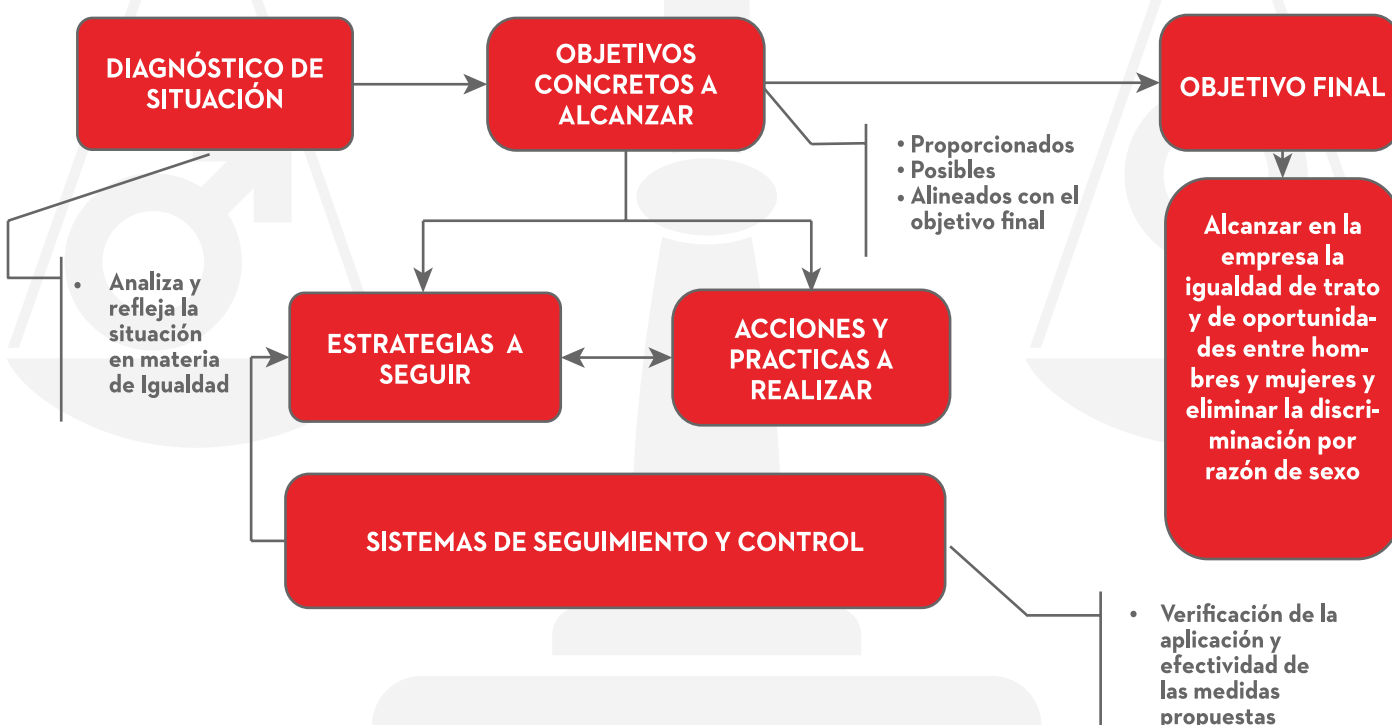 DIAGNÓSTICO DE
SITUACIÓN
OBJETIVOS
CONCRETOS A
ALCANZAR
OBJETIVO FINAL
• Proporcionados
• Posibles
• Alineados con el
objetivo final
Alcanzar en la
empresa la
igualdad de trato
y de oportunida-
des entre hom-
bres y mujeres y
eliminar la discri-
minación por
razón de sexo
• Analiza y
refleja la
situación
en materia
de Igualdad
ESTRATEGIAS A
SEGUIR
ACCIONES Y
PRACTICAS A
REALIZAR
SISTEMAS DE SEGUIMIENTO Y CONTROL
• Verificación de la
aplicación y
efectividad de
las medidas
propuestas